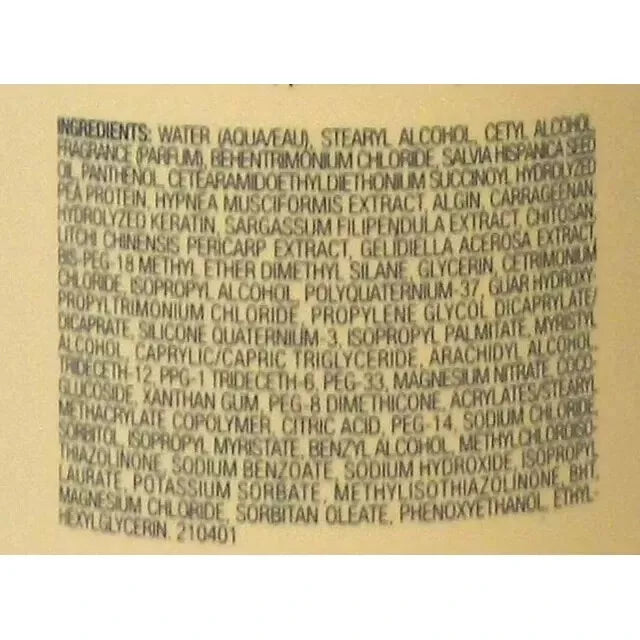 INGREDIENTS: WATER (AQUA/EAU), STEARYL ALCOHOL, CETYL ALCOHOL,
FRAGRANCE (PARFUM), BEHENTRIMONIUM CHLORIDE, SALVIA HISPANICA SEED
OIL, PANTHENOL, CETEARAMIDOETHYLDIETHONIUM SUCCINOYL HYDROLYZED
PEA PROTEIN, HYPNEA MUSCIFORMIS EXTRACT, ALGIN, CARRAGEENAN,
HYDROLYZED KERATIN, SARGASSUM FILIPENDULA EXTRACT, CHITOSAN,
LITCHI CHINENSIS PERICARP EXTRACT, GELIDIELLA ACEROSA EXTRACT,
BIS-PEG-18 METHYL ETHER DIMETHYL SILANE, GLYCERIN, CETRIMONIUM
CHLORIDE, ISOPROPYL ALCOHOL, POLYQUATERNIUM-37, GUAR HYDROXY-
PROPYLTRIMONIUM CHLORIDE, PROPYLENE GLYCOL DICAPRYLATE/
DICAPRATE, SILICONE QUATERNIUM-3, ISOPROPYL PALMITATE, MYRISTYL
ALCOHOL, CAPRYLIC/CAPRIC TRIGLYCERIDE, ARACHIDYL ALCOHOL,
TRIDECETH-12, PPG-1 TRIDECETH-6, PEG-33, MAGNESIUM NITRATE, COCO-
GLUCOSIDE, XANTHAN GUM, PEG-8 DIMETHICONE, ACRYLATES/STEARYL
METHACRYLATE COPOLYMER, CITRIC ACID, PEG-14, SODIUM CHLORIDE,
SORBITOL, ISOPROPYL MYRISTATE, BENZYL ALCOHOL, METHYLCHLOROISO-
THIAZOLINONE, SODIUM BENZOATE, SODIUM HYDROXIDE, ISOPROPYL
LAURATE, POTASSIUM SORBATE, METHYLISOTHIAZOLINONE, BHT,
MAGNESIUM CHLORIDE, SORBITAN OLEATE, PHENOXYETHANOL, ETHYL-
HEXYLGLYCERIN. 210401